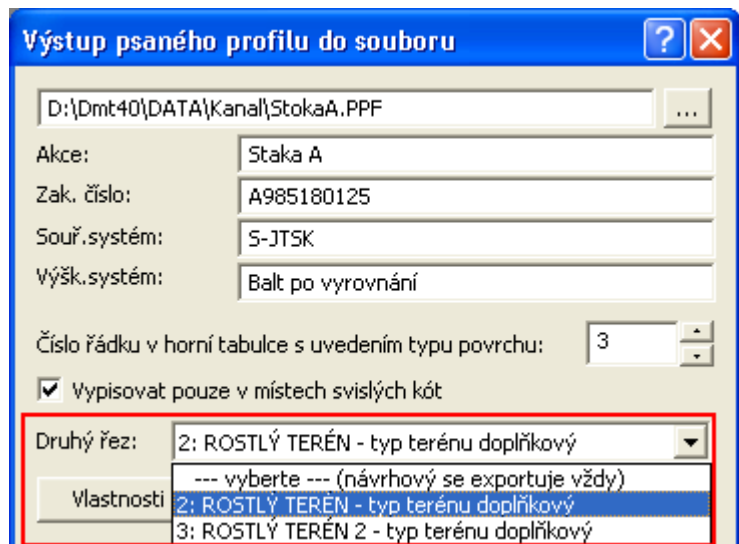 Výstup psaného profilu do souboru
D:\Dmt40\DATA\Kanal\StokaA.PPF ...
Akce: Staka A
Zak. číslo: A985180125
Souř.systém: S-JTSK
Výšk.systém: Balt po vyrovnání
Číslo řádku v horní tabulce s uvedením typu povrchu: 3
Vypisovat pouze v místech svislých kót
Druhý řez: 2: ROSTLÝ TERÉN - typ terénu doplňkový
--- vyberte --- (návrhový se exportuje vždy)
Vlastnosti 2: ROSTLÝ TERÉN - typ terénu doplňkový
3: ROSTLÝ TERÉN 2 - typ terénu doplňkový